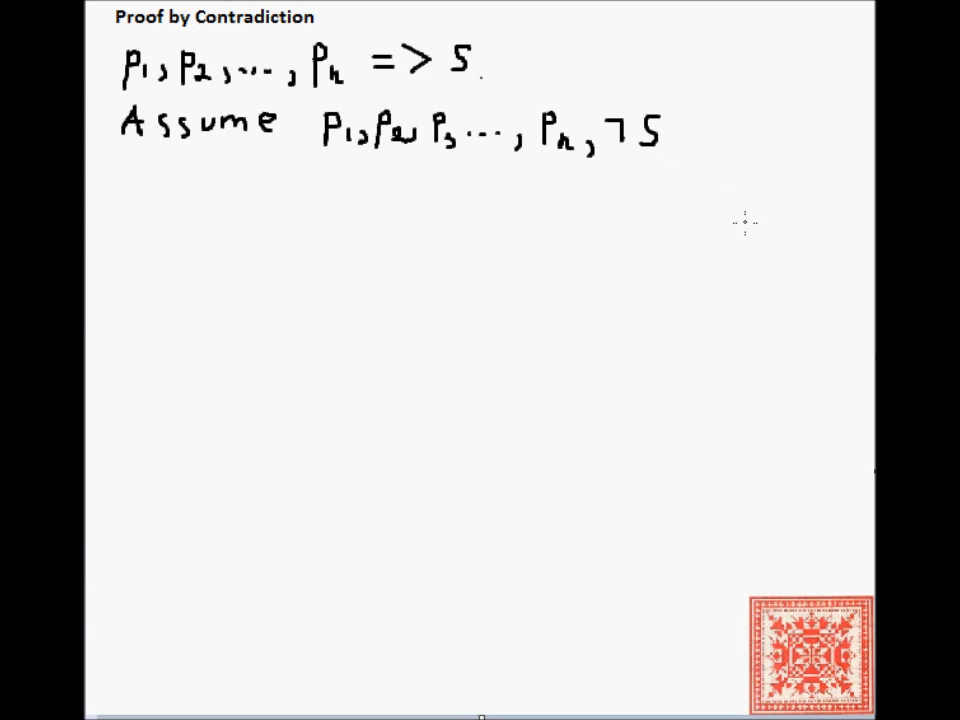 Proof by Contradiction
P1, P2, ..., Pn => S.
Assume P1, P2, P3 ..., Pn, ¬S